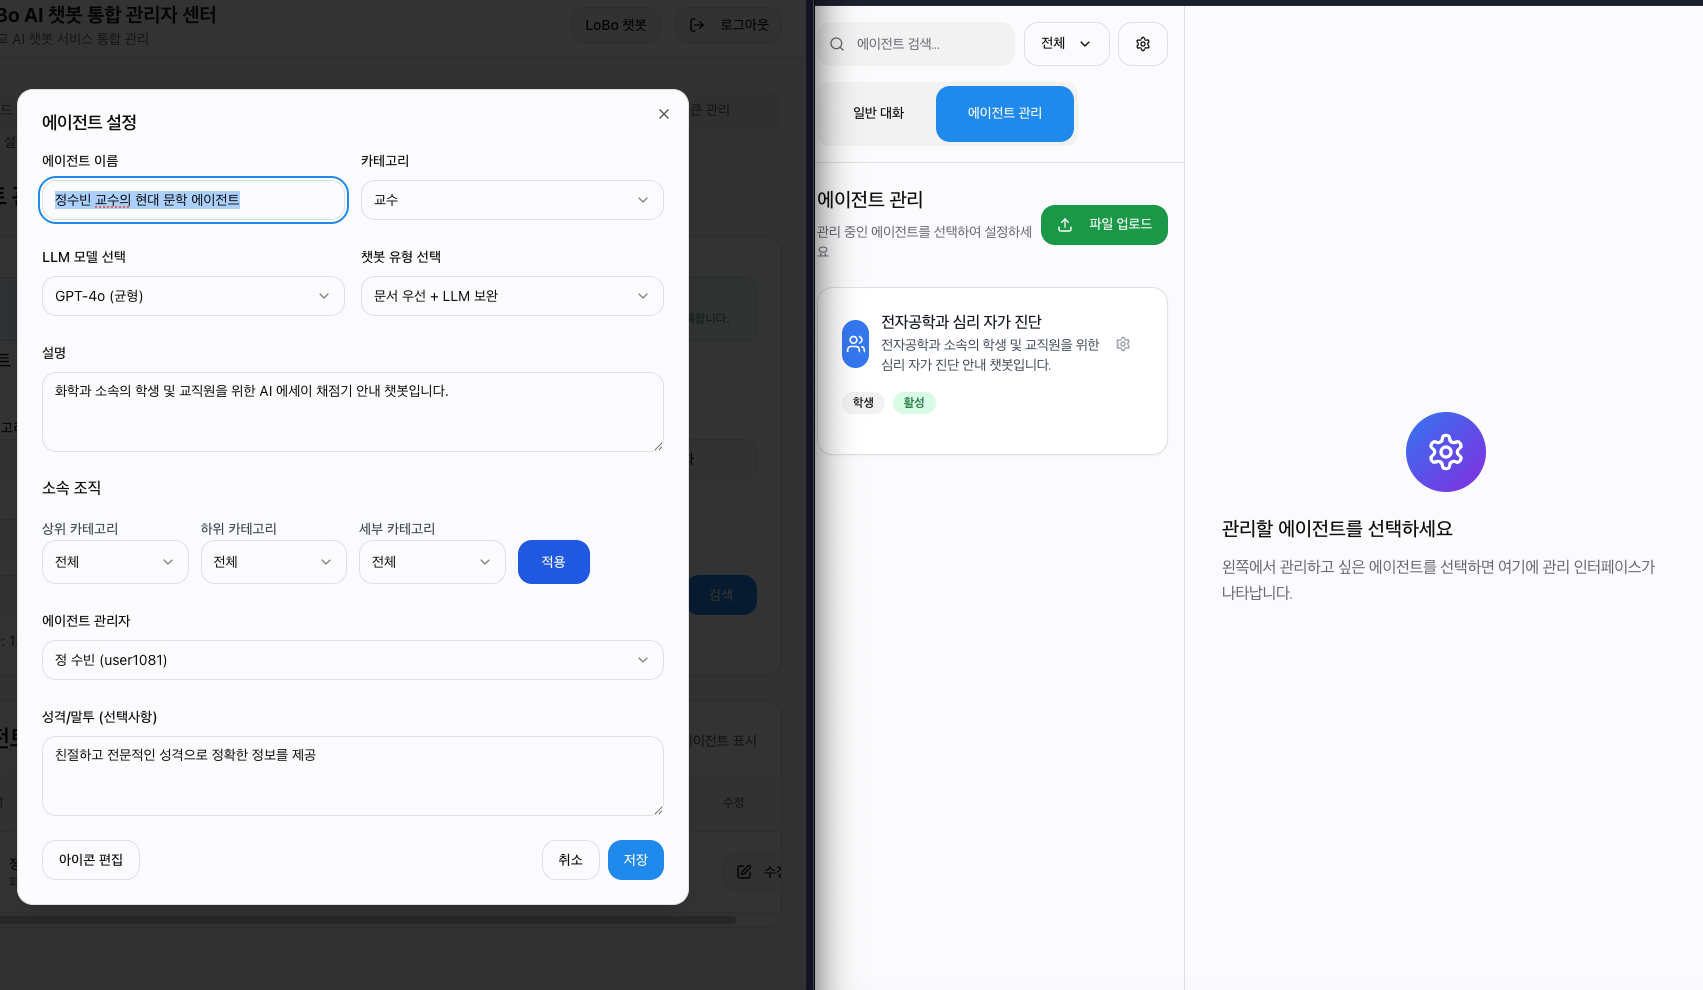 Bo AI 챗봇 통합 관리자 센터
교 AI 챗봇 서비스 통합 관리
LoBo 챗봇
로그아웃
큰 관리
에이전트 설정
에이전트 이름
카테고리
정수빈 교수의 현대 문학 에이전트
교수
LLM 모델 선택
챗봇 유형 선택
GPT-4o (균형)
문서 우선 + LLM 보완
록합니다.
설명
화학과 소속의 학생 및 교직원을 위한 AI 에세이 채점기 안내 챗봇입니다.
소속 조직
상위 카테고리
하위 카테고리
세부 카테고리
전체
전체
전체
적용
검색
에이전트 관리자
정 수빈 (user1081)
성격/말투 (선택사항)
이전트 표시
친절하고 전문적인 성격으로 정확한 정보를 제공
수정
아이콘 편집
취소
저장
에이전트 검색...
전체
일반 대화
에이전트 관리
에이전트 관리
관리 중인 에이전트를 선택하여 설정하세
요
파일 업로드
전자공학과 심리 자가 진단
전자공학과 소속의 학생 및 교직원을 위한
심리 자가 진단 안내 챗봇입니다.
학생
활성
관리할 에이전트를 선택하세요
왼쪽에서 관리하고 싶은 에이전트를 선택하면 여기에 관리 인터페이스가
나타납니다.